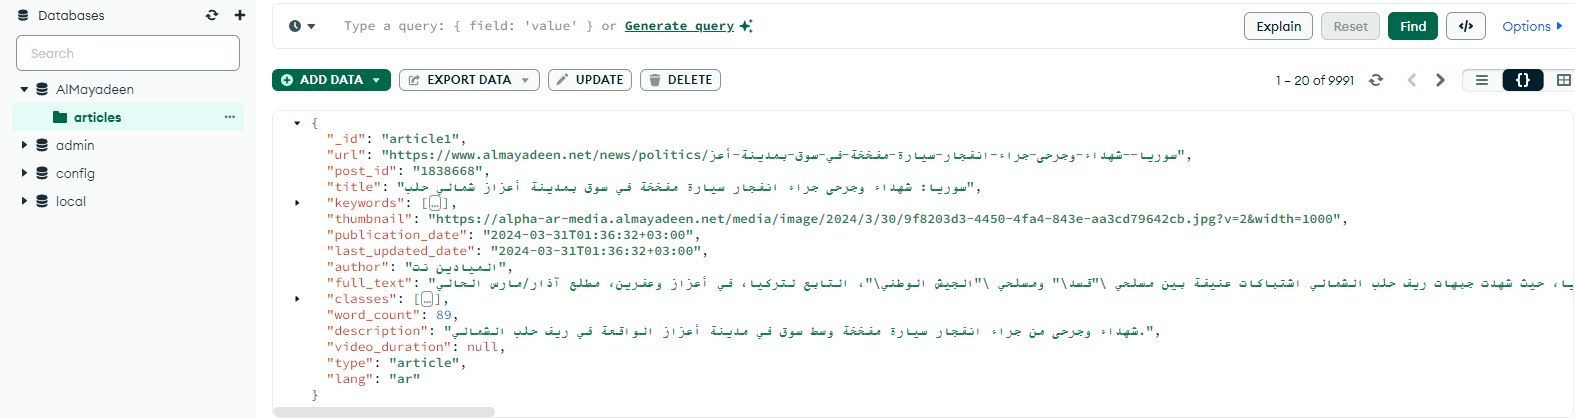 Databases
Search
AlMayadeen
articles
admin
config
local
Type a query: { field: 'value' } or Generate query
Explain
Reset
Find
</>
Options
ADD DATA
EXPORT DATA
UPDATE
DELETE
1 – 20 of 9991
{}
{
"_id": "article1",
"url": "https://www.almayadeen.net/news/politics/سوريا--شهداء-وجرحى-جراء-انفجار-سيارة-مفخخة-في-سوق-بمدينة-أعز",
"post_id": "1838668",
"title": "سوريا: شهداء وجرحى جراء انفجار سيارة مفخخة في سوق بمدينة أعزاز شمالي حلب",
"keywords": […],
"thumbnail": "https://alpha-ar-media.almayadeen.net/media/image/2024/3/30/9f8203d3-4450-4fa4-843e-aa3cd79642cb.jpg?v=2&width=1000",
"publication_date": "2024-03-31T01:36:32+03:00",
"last_updated_date": "2024-03-31T01:36:32+03:00",
"author": "الميادين نت",
"full_text": "يا، حيث شهدت جبهات ريف حلب الشمالي اشتباكات عنيفة بين مسلحي \"قسد\" ومسلحي \"الجيش الوطني\"، التابع لتركيا، في أعزاز وعفرين، مطلع آذار/مارس الحالي
"classes": […],
"word_count": 89,
"description": "شهداء وجرحى من جراء انفجار سيارة مفخخة وسط سوق في مدينة أعزاز الواقعة في ريف حلب الشمالي.",
"video_duration": null,
"type": "article",
"lang": "ar"
}